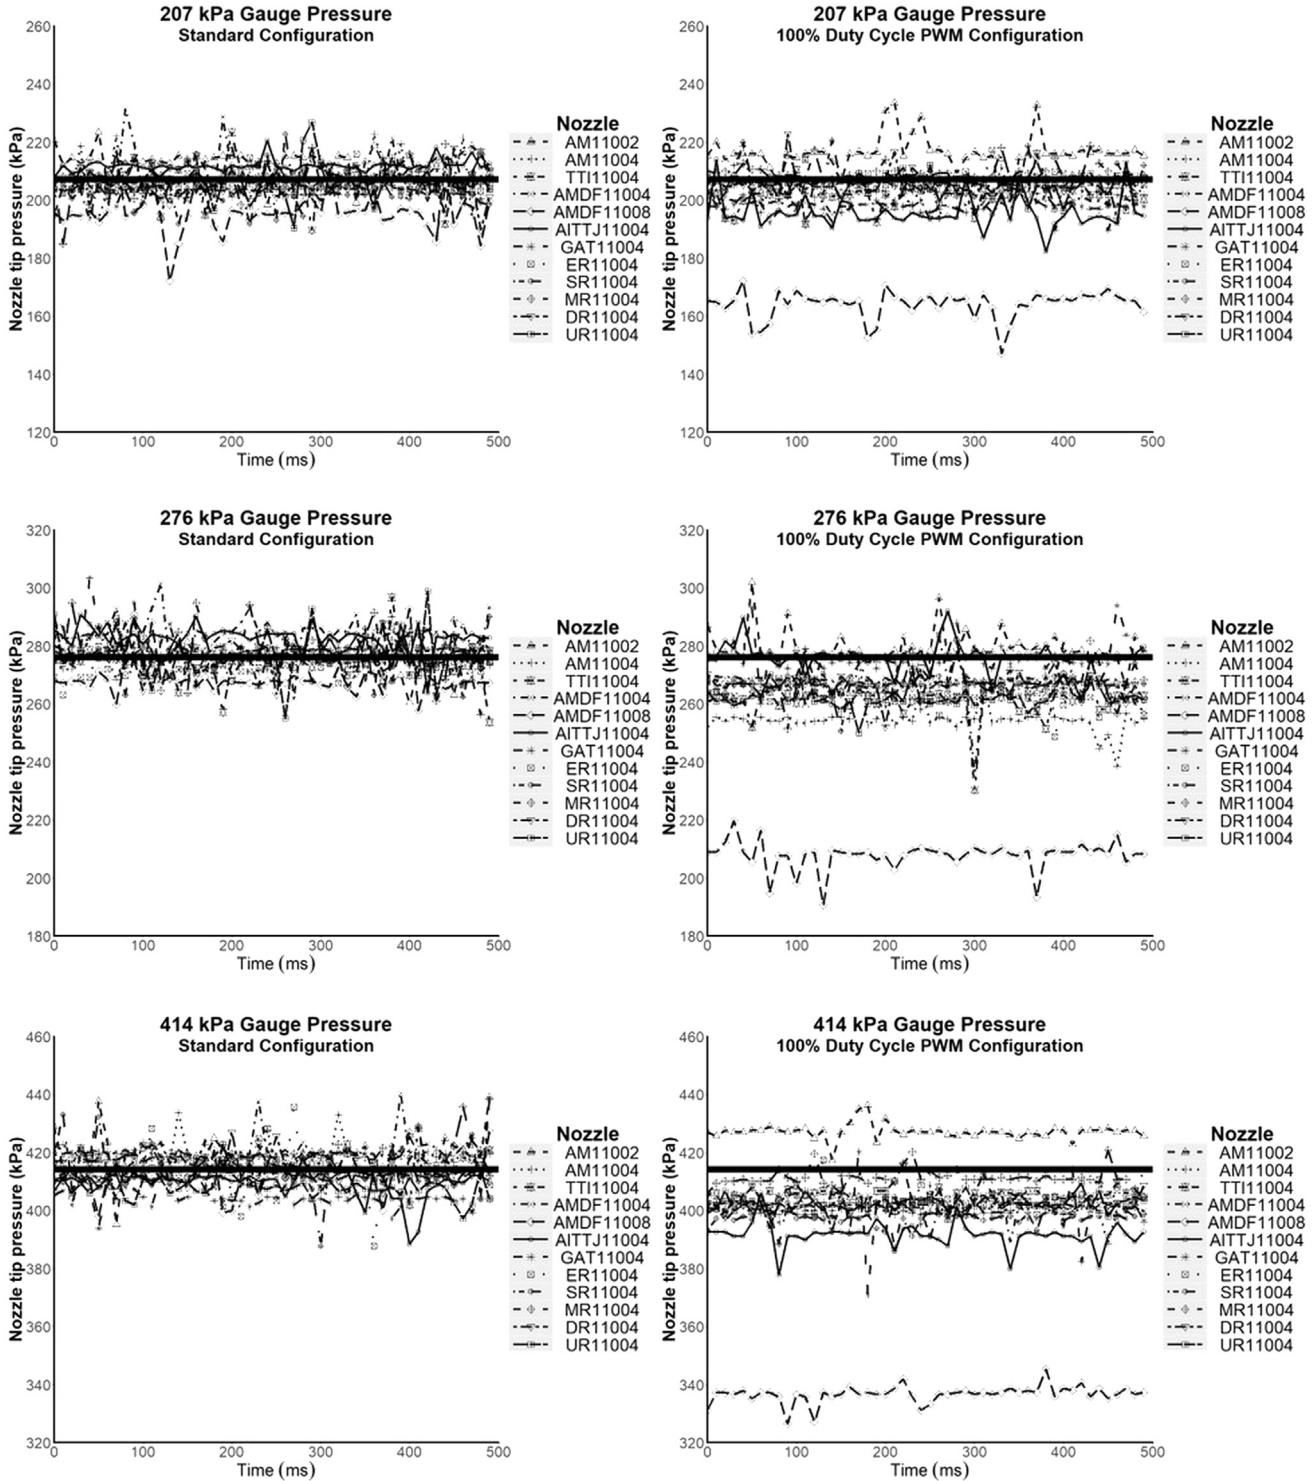 207 kPa Gauge Pressure
Standard Configuration
Nozzle tip pressure (kPa)
260
240
220
200
180
160
140
120
0 100 200 300 400 500
Time (ms)
Nozzle
AM11002
AM11004
TTI11004
AMDF11004
AMDF11008
AITTJ11004
GAT11004
ER11004
SR11004
MR11004
DR11004
UR11004
207 kPa Gauge Pressure
100% Duty Cycle PWM Configuration
Nozzle tip pressure (kPa)
260
240
220
200
180
160
140
120
0 100 200 300 400 500
Time (ms)
Nozzle
AM11002
AM11004
TTI11004
AMDF11004
AMDF11008
AITTJ11004
GAT11004
ER11004
SR11004
MR11004
DR11004
UR11004
276 kPa Gauge Pressure
Standard Configuration
Nozzle tip pressure (kPa)
320
300
280
260
240
220
200
180
0 100 200 300 400 500
Time (ms)
Nozzle
AM11002
AM11004
TTI11004
AMDF11004
AMDF11008
AITTJ11004
GAT11004
ER11004
SR11004
MR11004
DR11004
UR11004
276 kPa Gauge Pressure
100% Duty Cycle PWM Configuration
Nozzle tip pressure (kPa)
320
300
280
260
240
220
200
180
0 100 200 300 400 500
Time (ms)
Nozzle
AM11002
AM11004
TTI11004
AMDF11004
AMDF11008
AITTJ11004
GAT11004
ER11004
SR11004
MR11004
DR11004
UR11004
414 kPa Gauge Pressure
Standard Configuration
Nozzle tip pressure (kPa)
460
440
420
400
380
360
340
320
0 100 200 300 400 500
Time (ms)
Nozzle
AM11002
AM11004
TTI11004
AMDF11004
AMDF11008
AITTJ11004
GAT11004
ER11004
SR11004
MR11004
DR11004
UR11004
414 kPa Gauge Pressure
100% Duty Cycle PWM Configuration
Nozzle tip pressure (kPa)
460
440
420
400
380
360
340
320
0 100 200 300 400 500
Time (ms)
Nozzle
AM11002
AM11004
TTI11004
AMDF11004
AMDF11008
AITTJ11004
GAT11004
ER11004
SR11004
MR11004
DR11004
UR11004